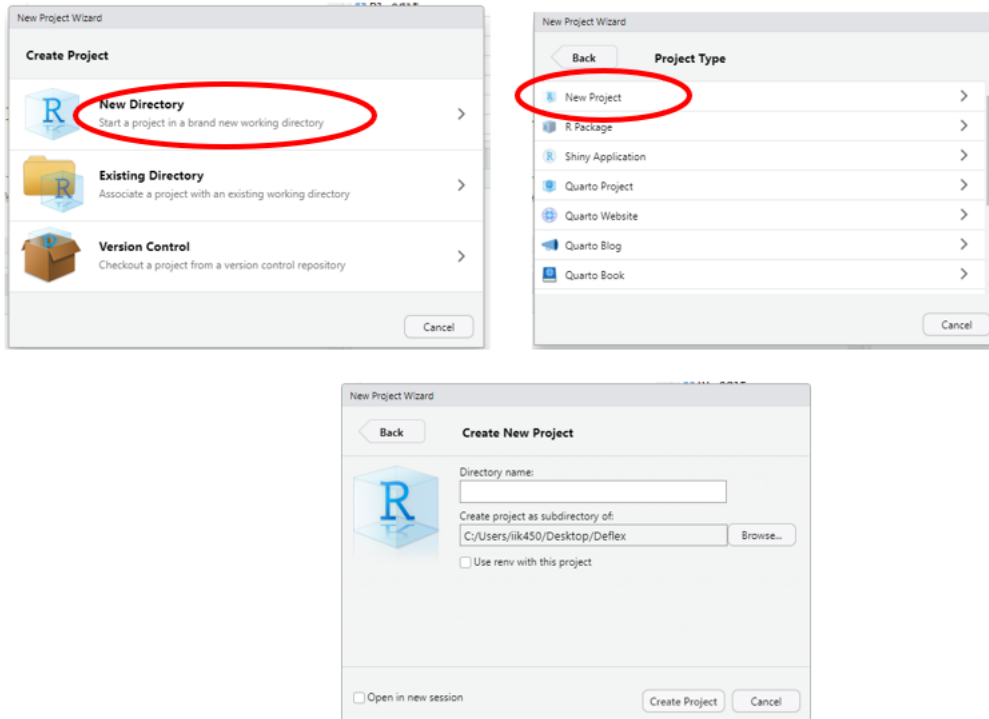 New Project Wizard
Create Project
New Directory
Start a project in a brand new working directory
Existing Directory
Associate a project with an existing working directory
Version Control
Checkout a project from a version control repository
Cancel
New Project Wizard
Back
Project Type
New Project
R Package
Shiny Application
Quarto Project
Quarto Website
Quarto Blog
Quarto Book
Cancel
New Project Wizard
Back
Create New Project
Directory name:
Create project as subdirectory of:
C:/Users/iik450/Desktop/Deflex
Browse...
Use renv with this project
Open in new session
Create Project
Cancel